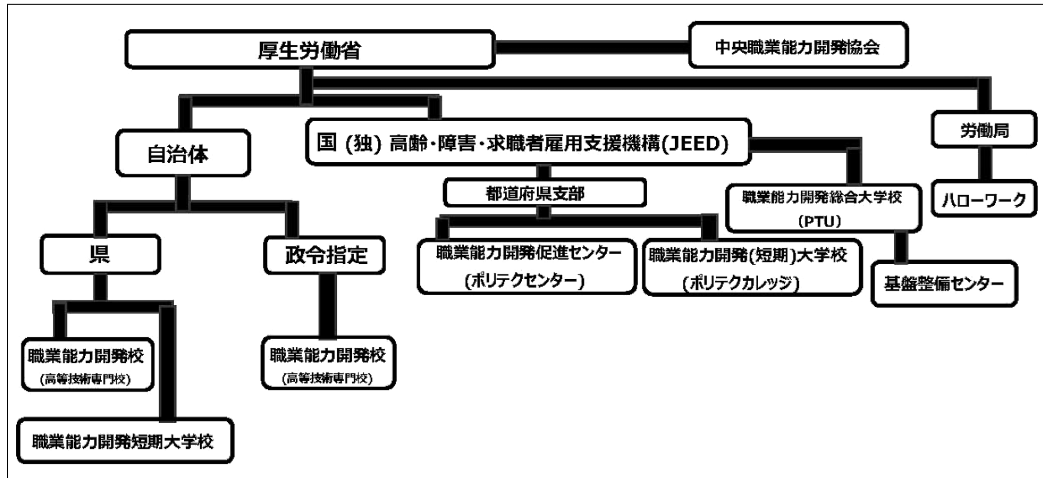 厚生労働省
中央職業能力開発協会
自治体
国 (独) 高齢・障害・求職者雇用支援機構(JEED)
労働局
都道府県支部
職業能力開発総合大学校
(PTU)
ハローワーク
県
政令指定
職業能力開発促進センター
(ポリテクセンター)
職業能力開発(短期)大学校
(ポリテクカレッジ)
基盤整備センター
職業能力開発校
(高等技術専門校)
職業能力開発校
(高等技術専門校)
職業能力開発短期大学校